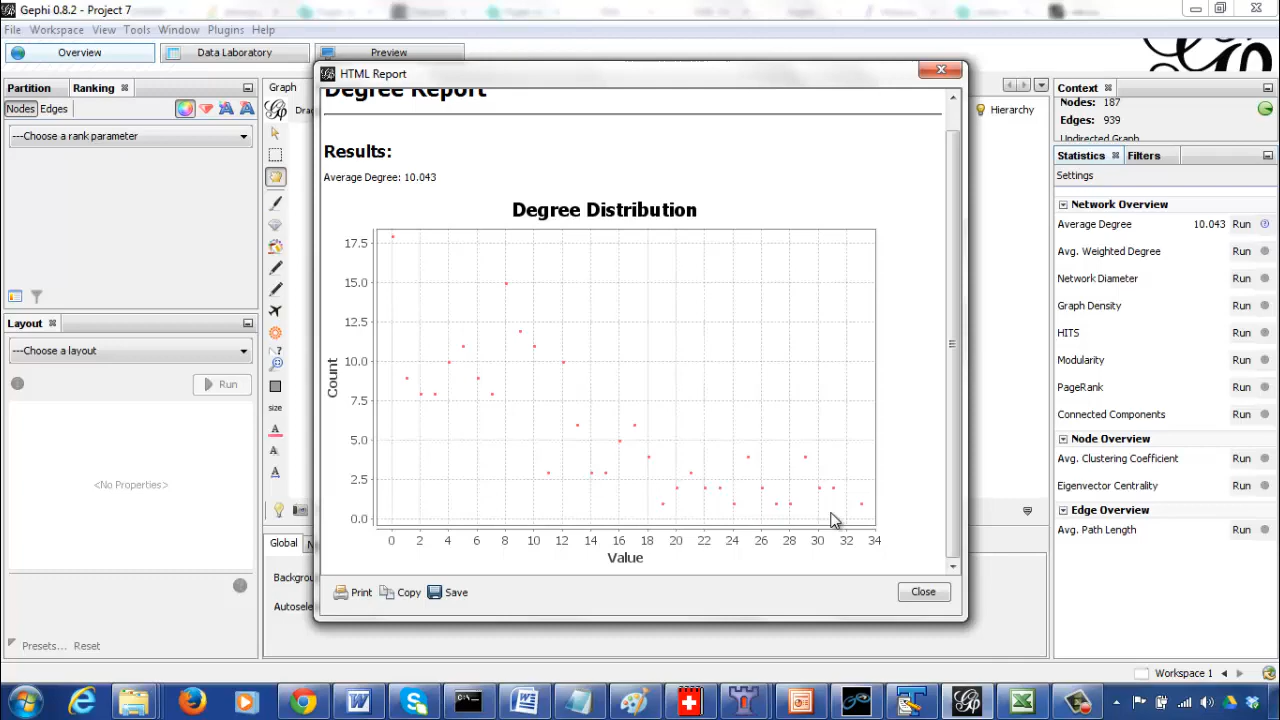 Gephi 0.8.2 - Project 7
File Workspace View Tools Window Plugins Help
Overview Data Laboratory Preview
Partition Ranking
Nodes Edges
---Choose a rank parameter
Layout
---Choose a layout
Run
<No Properties>
Presets... Reset
Graph
Drag
size
A
A
A
Global
HTML Report
Degree Report
Results:
Average Degree: 10.043
Degree Distribution
Count
17.5
15.0
12.5
10.0
7.5
5.0
2.5
0.0
0 2 4 6 8 10 12 14 16 18 20 22 24 26 28 30 32 34
Value
Print Copy Save
Close
Hierarchy
Context
Nodes: 187
Edges: 939
Undirected Graph
Statistics Filters
Settings
Network Overview
Average Degree 10.043 Run
Avg. Weighted Degree Run
Network Diameter Run
Graph Density Run
HITS Run
Modularity Run
PageRank Run
Connected Components Run
Node Overview
Avg. Clustering Coefficient Run
Eigenvector Centrality Run
Edge Overview
Avg. Path Length Run
Workspace 1